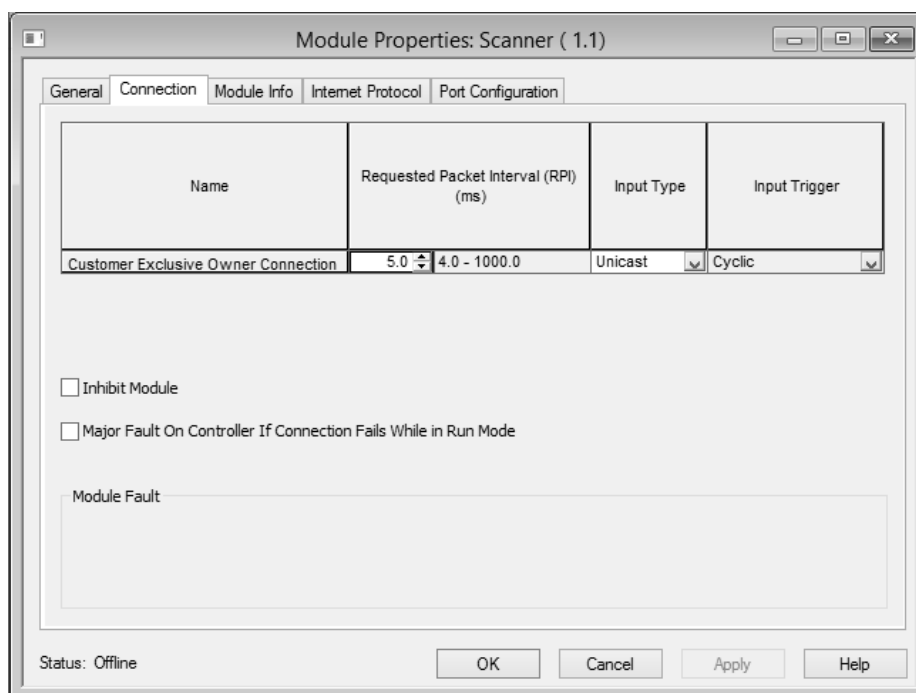 Module Properties: Scanner ( 1.1)
General Connection Module Info Internet Protocol Port Configuration
Name Requested Packet Interval (RPI) (ms) Input Type Input Trigger
Customer Exclusive Owner Connection 5.0 4.0 - 1000.0 Unicast Cyclic
Inhibit Module
Major Fault On Controller If Connection Fails While in Run Mode
Module Fault
Status: Offline OK Cancel Apply Help